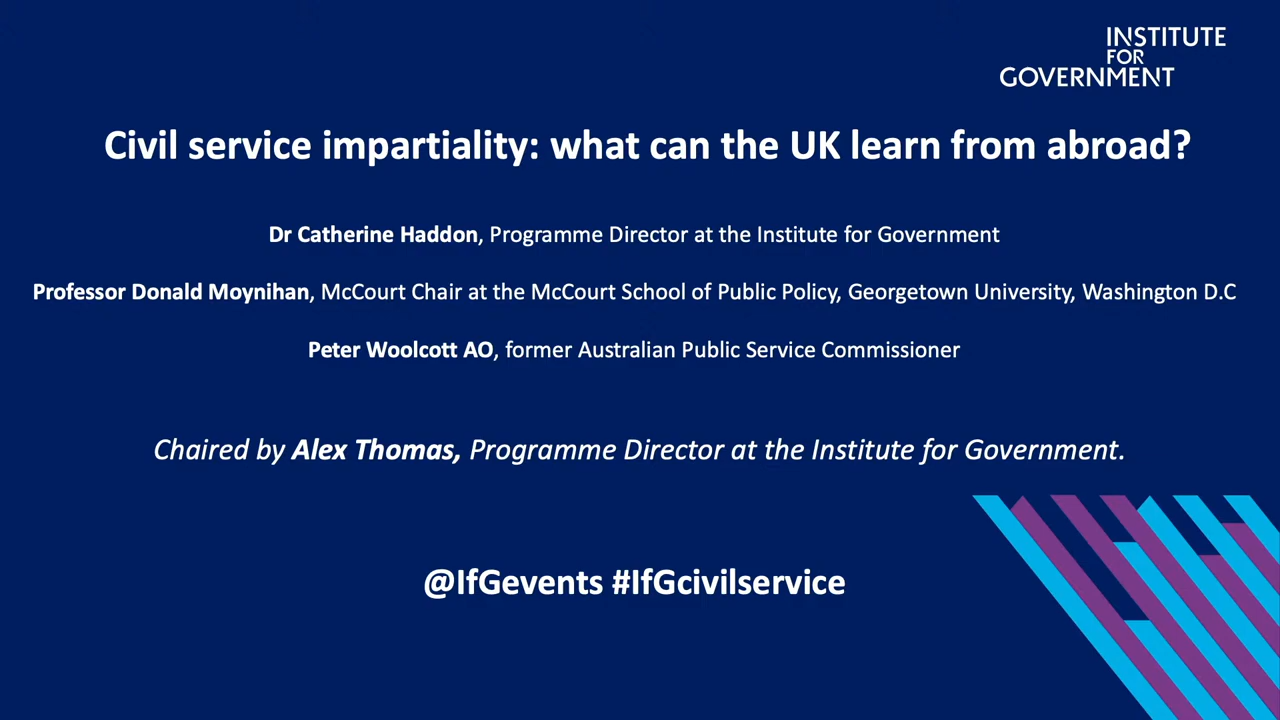 INSTITUTE
FOR
GOVERNMENT
Civil service impartiality: what can the UK learn from abroad?
Dr Catherine Haddon, Programme Director at the Institute for Government
Professor Donald Moynihan, McCourt Chair at the McCourt School of Public Policy, Georgetown University, Washington D.C
Peter Woolcott AO, former Australian Public Service Commissioner
Chaired by Alex Thomas, Programme Director at the Institute for Government.
@IfGevents #IfGcivilservice